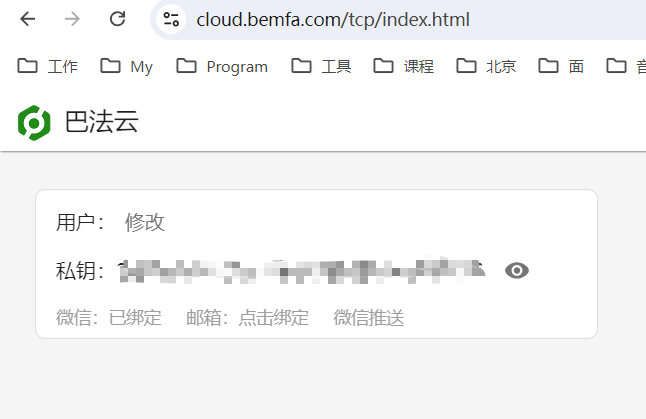 cloud.bemfa.com/tcp/index.html
工作 My Program 工具 课程 北京 面
巴法云
用户： 修改
私钥：
微信：已绑定 邮箱：点击绑定 微信推送